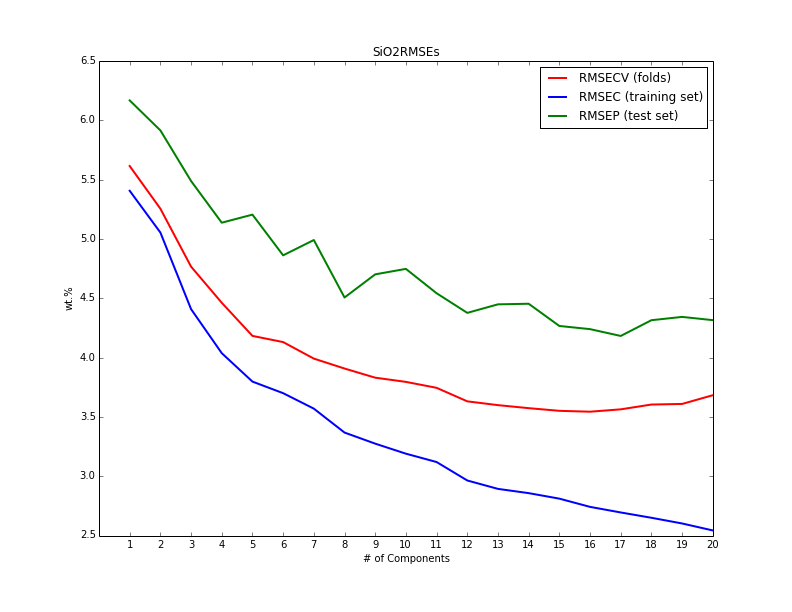 SiO2RMSEs
6.5
6.0
5.5
5.0
4.5
4.0
3.5
3.0
2.5
wt.%
RMSECV (folds)
RMSEC (training set)
RMSEP (test set)
1 2 3 4 5 6 7 8 9 10 11 12 13 14 15 16 17 18 19 20
# of Components